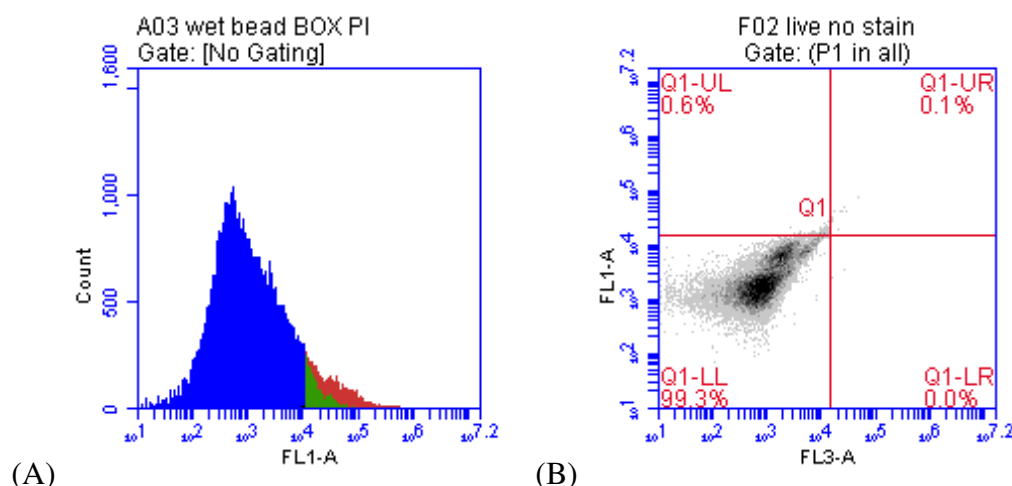 A03 wet bead BOX PI
Gate: [No Gating]
1,600
1,000
500
0
Count
10^1 10^2 10^3 10^4 10^5 10^6 10^7.2
FL1-A
(A)
F02 live no stain
Gate: (P1 in all)
Q1-UL
0.6%
Q1-UR
0.1%
Q1
Q1-LL
99.3%
Q1-LR
0.0%
10^7.2
10^6
10^5
10^4
10^3
10^2
10^1
FL1-A
10^1 10^2 10^3 10^4 10^5 10^6 10^7.2
FL3-A
(B)